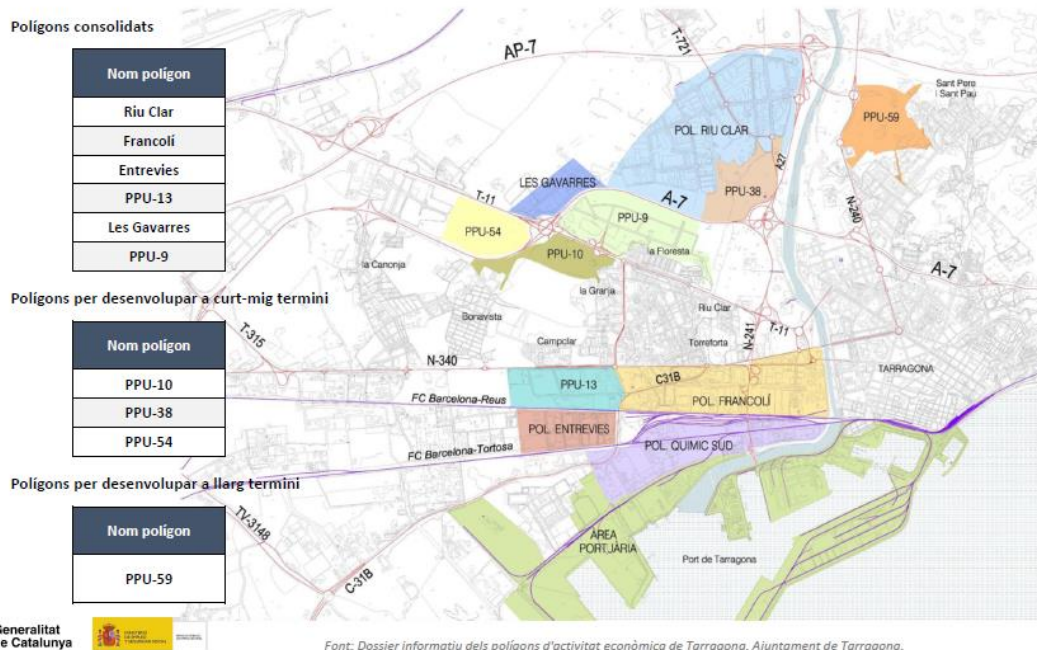 Polígons consolidats
Nom polígon
Riu Clar
Francolí
Entrevies
PPU-13
Les Gavarres
PPU-9
Polígons per desenvolupar a curt-mig termini
Nom polígon
PPU-10
PPU-38
PPU-54
Polígons per desenvolupar a llarg termini
Nom polígon
PPU-59
AP-7
T-721
Sant Pere
i Sant Pau
PPU-59
POL. RIU CLAR
LES GAVARRES
PPU-38
A27
T-11
A-7
PPU-9
N-240
PPU-54
PPU-10
la Floresta
la Canonja
A-7
la Granja
Bonavista
Riu Clar
T-11
T-315
Campclar
N-241
Torreforta
N-340
TARRAGONA
PPU-13
C31B
FC Barcelona-Reus
POL. FRANCOLÍ
POL. ENTREVIES
POL. QUIMIC SUD
FC Barcelona-Tortosa
TV-3148
ÀREA
PORTJÀRIA
Port de Tarragona
C-31B
Generalitat
de Catalunya
Font: Dossier informatiu dels polígons d'activitat econòmica de Tarragona. Ajuntament de Tarragona.